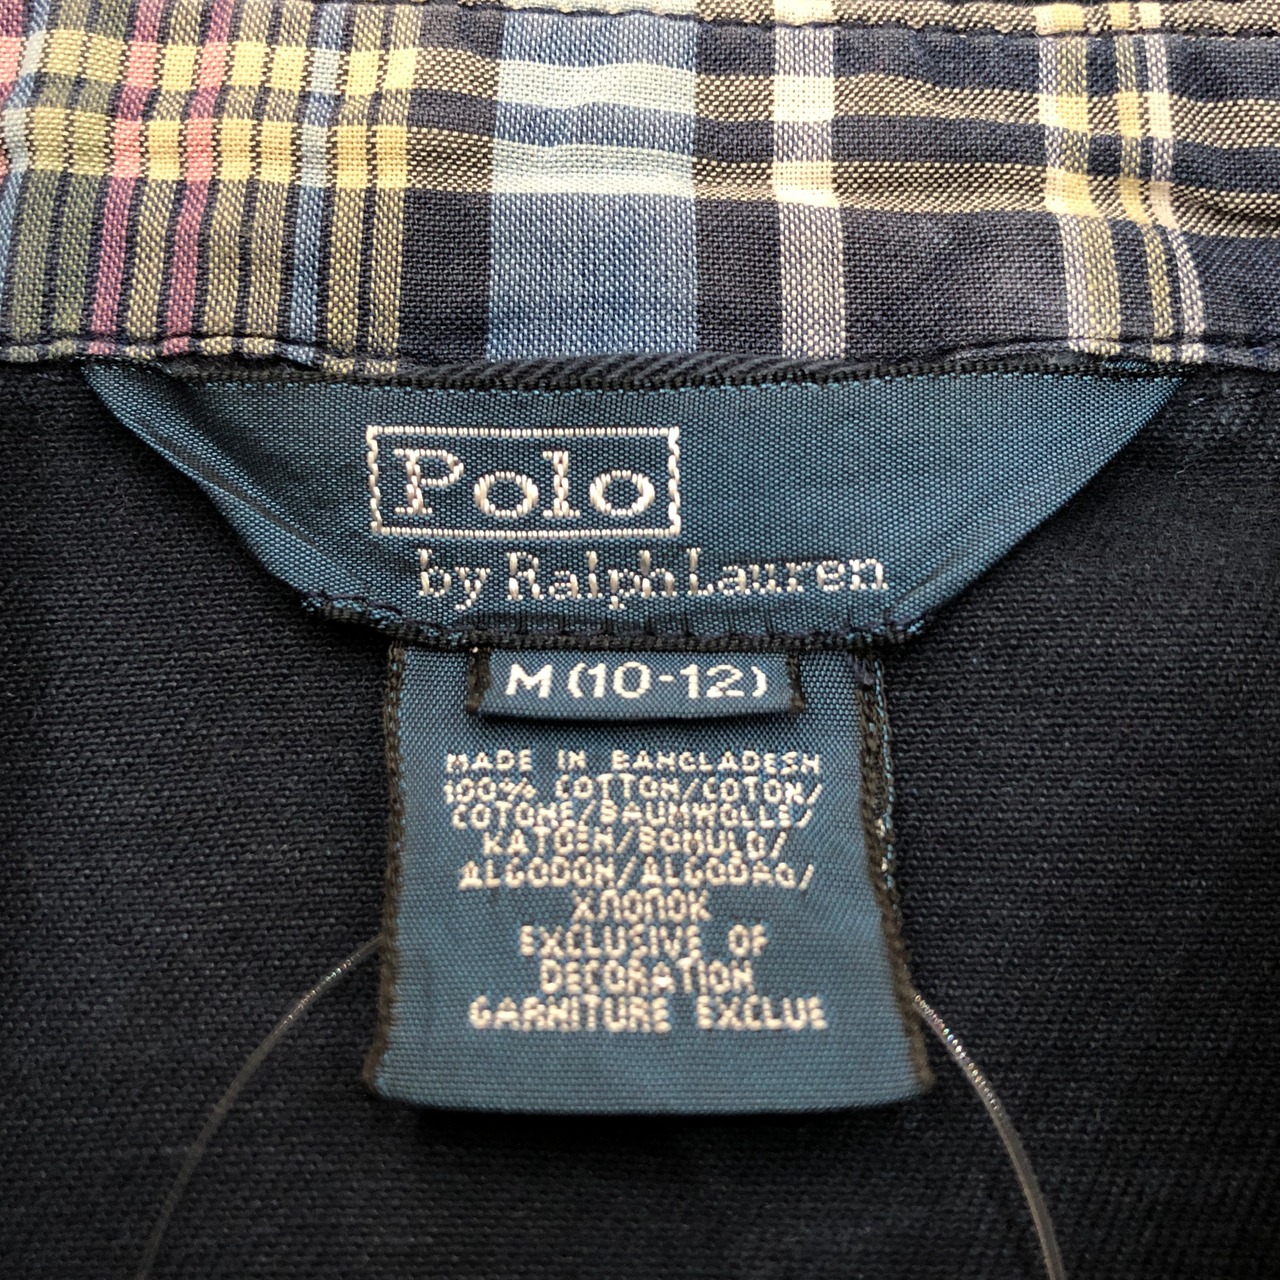 Polo
by Ralph Lauren
M (10-12)
MADE IN BANGLADESH
100% COTTON/COTON/
COTONE/BAUMWOLLE/
KATOEN/BOMULD/
ALGODON/ALGODÃO/
ХЛОПОК
EXCLUSIVE OF
DECORATION
GARNITURE EXCLUE